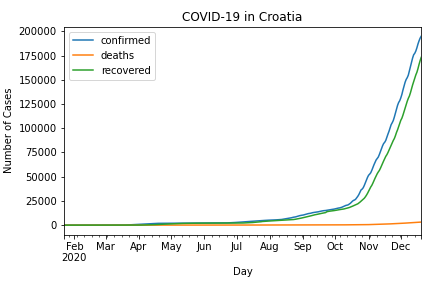 COVID-19 in Croatia
200000
175000
150000
125000
100000
75000
50000
25000
0
Number of Cases
confirmed
deaths
recovered
Feb Mar Apr May Jun Jul Aug Sep Oct Nov Dec
2020
Day